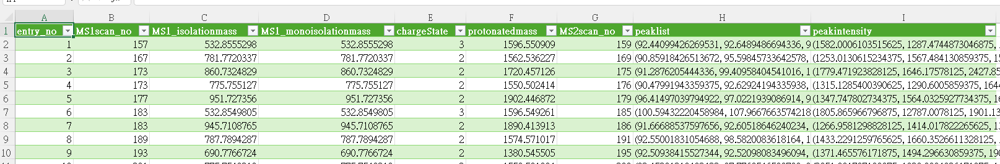 A B C D E F G H I
1 entry_no MS1scan_no MS1_isolationmass MS1_monoisolationmass chargeState protonatedmass MS2scan_no peaklist peakintensity
2 1 157 532.8555298 532.8555298 3 1596.550909 159 (92.44099426269531, 92.6489486694336, 9 (1582.0006103515625, 1287.4744873046875,
3 2 167 781.7720337 781.7720337 2 1562.536227 169 (90.85918426513672, 95.59845733642578, (1253.0130615234375, 1567.484130859375, 15
4 3 173 860.7324829 860.7324829 2 1720.457126 175 (91.2876205444336, 99.40958404541016, 1 (1779.471923828125, 1646.17578125, 2427.85
5 4 173 775.755127 775.755127 2 1550.502414 176 (90.47991943359375, 92.62924194335938, (1315.1285400390625, 1290.6005859375, 1644
6 5 177 951.727356 951.727356 2 1902.446872 179 (96.41497039794922, 97.0221939086914, 9 (1347.747802734375, 1564.0325927734375, 16
7 6 183 532.8549805 532.8549805 3 1596.549261 185 (100.59432220458984, 107.9667663574218 (1805.865966796875, 12787.0078125, 1901.13
8 7 183 945.7108765 945.7108765 2 1890.413913 186 (91.66688537597656, 92.60518646240234, (1266.9581298828125, 1414.017822265625, 13
9 8 189 787.7894287 787.7894287 2 1574.571017 191 (92.55001831054688, 98.5820083618164, 1 (1433.2291259765625, 1660.3526611328125, 1
10 9 193 690.7766724 690.7766724 2 1380.545505 195 (92.50938415527344, 92.52098083496094, (1371.465576171875, 1494.296630859375, 190